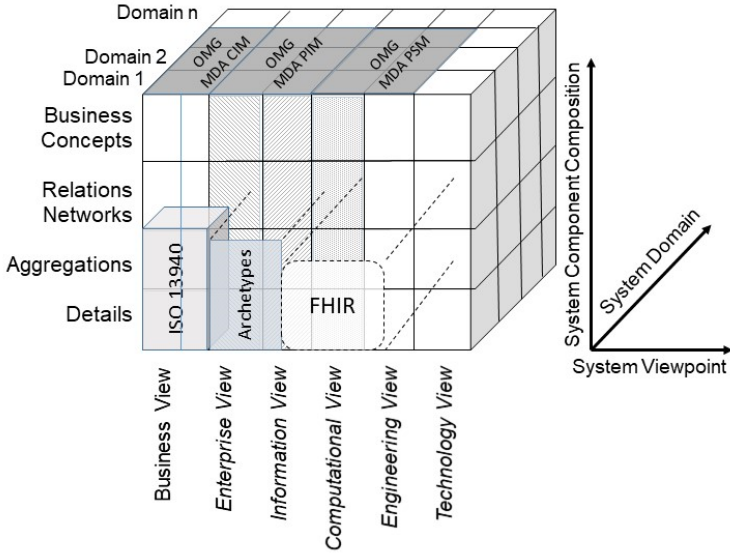 Domain n
Domain 2
Domain 1
OMG
MDA CIM
OMG
MDA PIM
OMG
MDA PSM
Business
Concepts
Relations
Networks
Aggregations
Details
ISO 13940
Archetypes
FHIR
Business View
Enterprise View
Information View
Computational View
Engineering View
Technology View
System Component Composition
System Domain
System Viewpoint